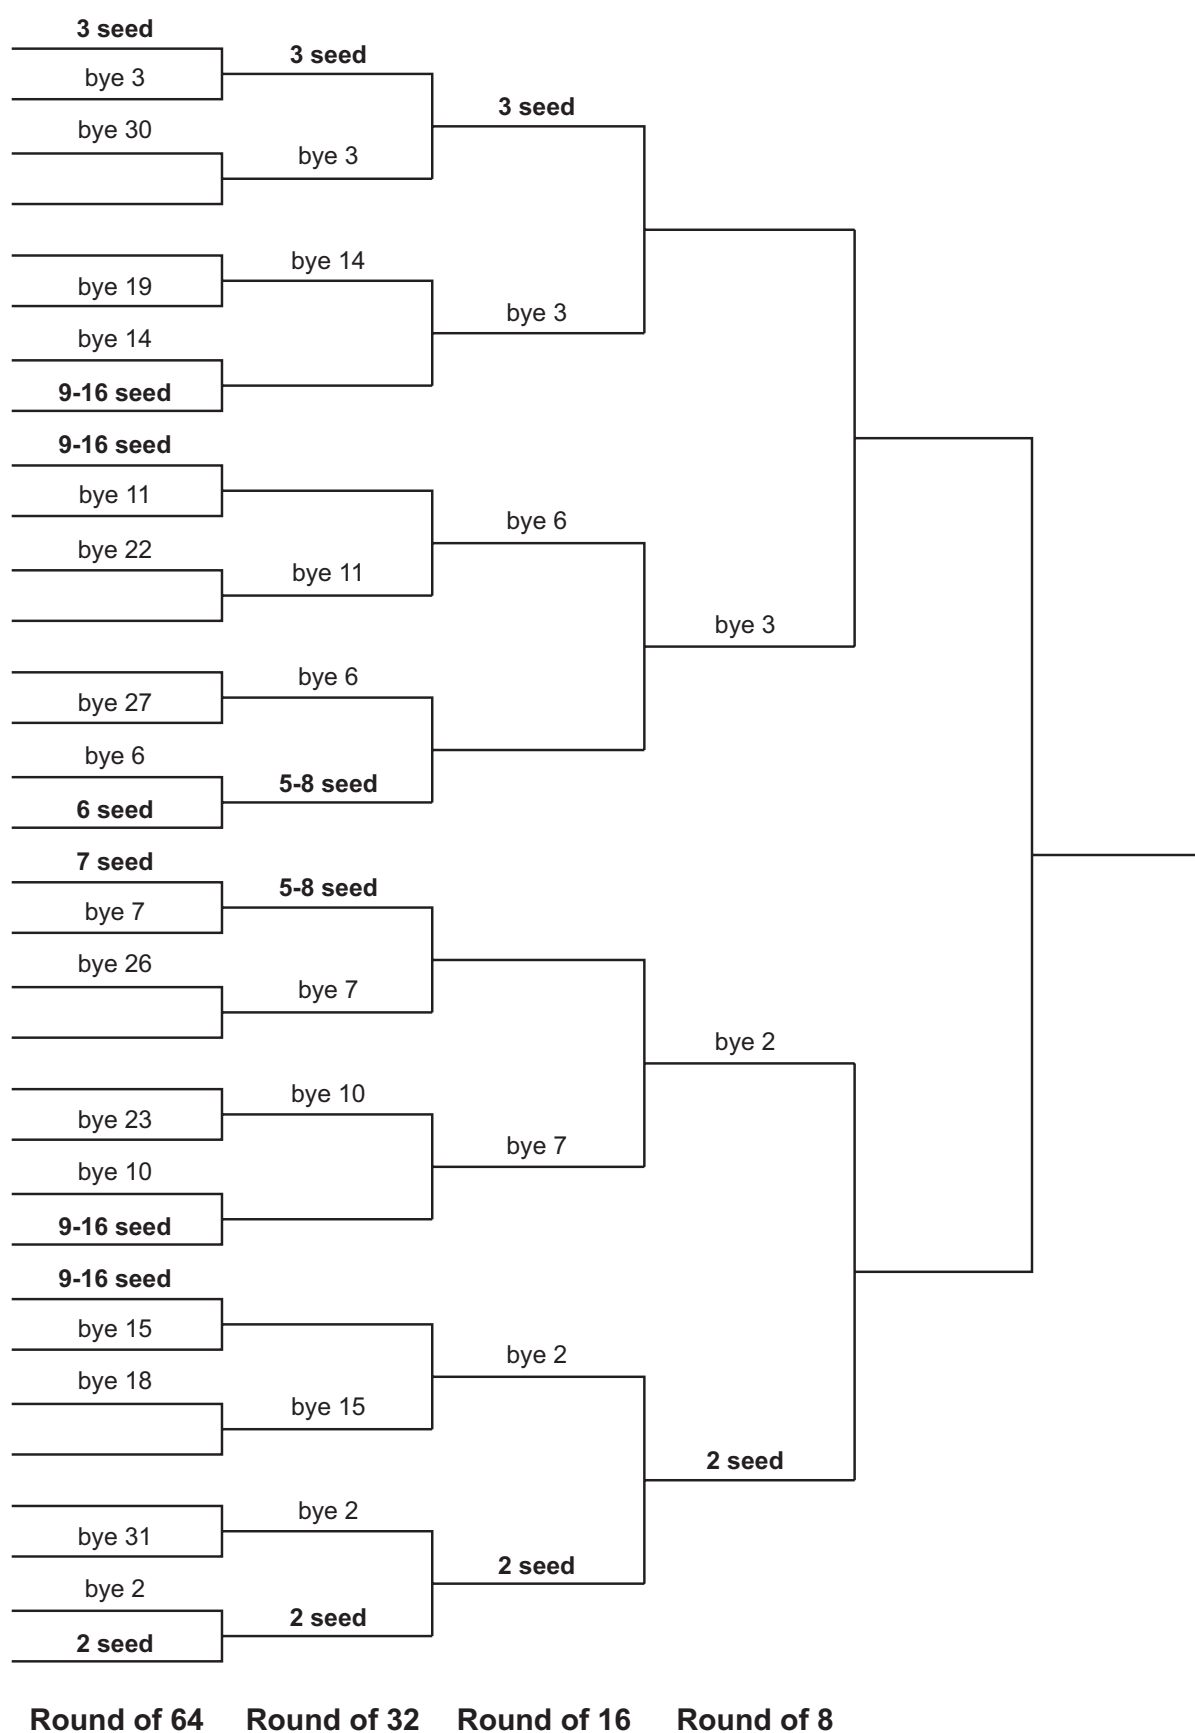 3 seed
bye 3
bye 30
bye 19
bye 14
9-16 seed
9-16 seed
bye 11
bye 22
bye 27
bye 6
6 seed
7 seed
bye 7
bye 26
bye 23
bye 10
9-16 seed
9-16 seed
bye 15
bye 18
bye 31
bye 2
2 seed
3 seed
bye 3
bye 14
bye 11
bye 6
5-8 seed
5-8 seed
bye 7
bye 10
bye 15
bye 2
2 seed
3 seed
bye 3
bye 6
bye 7
bye 2
2 seed
bye 3
bye 2
2 seed
Round of 64 Round of 32 Round of 16 Round of 8